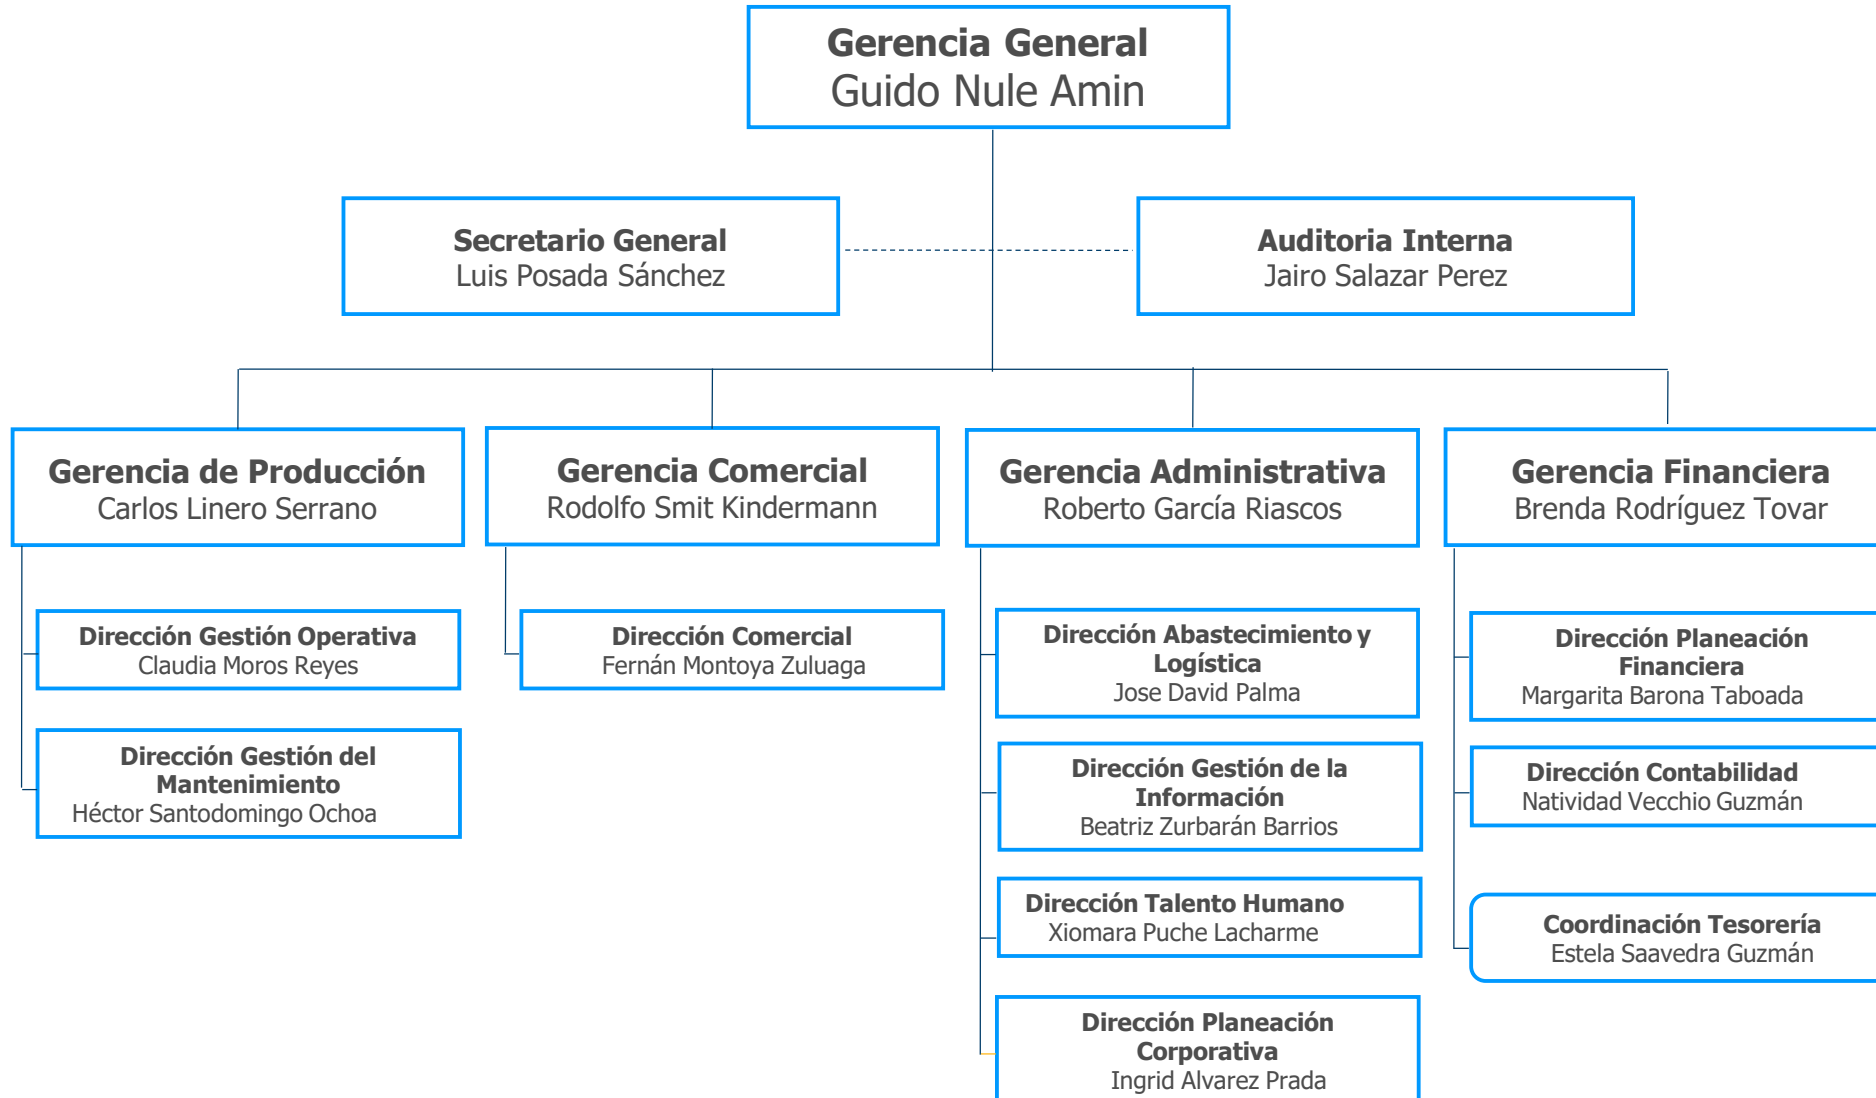 Gerencia General
Guido Nule Amin
Secretario General
Luis Posada Sánchez
Auditoria Interna
Jairo Salazar Perez
Gerencia de Producción
Carlos Linero Serrano
Gerencia Comercial
Rodolfo Smit Kindermann
Gerencia Administrativa
Roberto García Riascos
Gerencia Financiera
Brenda Rodríguez Tovar
Dirección Gestión Operativa
Claudia Moros Reyes
Dirección Gestión del
Mantenimiento
Héctor Santodomingo Ochoa
Dirección Comercial
Fernán Montoya Zuluaga
Dirección Abastecimiento y
Logística
Jose David Palma
Dirección Gestión de la
Información
Beatriz Zurbarán Barrios
Dirección Talento Humano
Xiomara Puche Lacharme
Dirección Planeación
Corporativa
Ingrid Alvarez Prada
Dirección Planeación
Financiera
Margarita Barona Taboada
Dirección Contabilidad
Natividad Vecchio Guzmán
Coordinación Tesorería
Estela Saavedra Guzmán